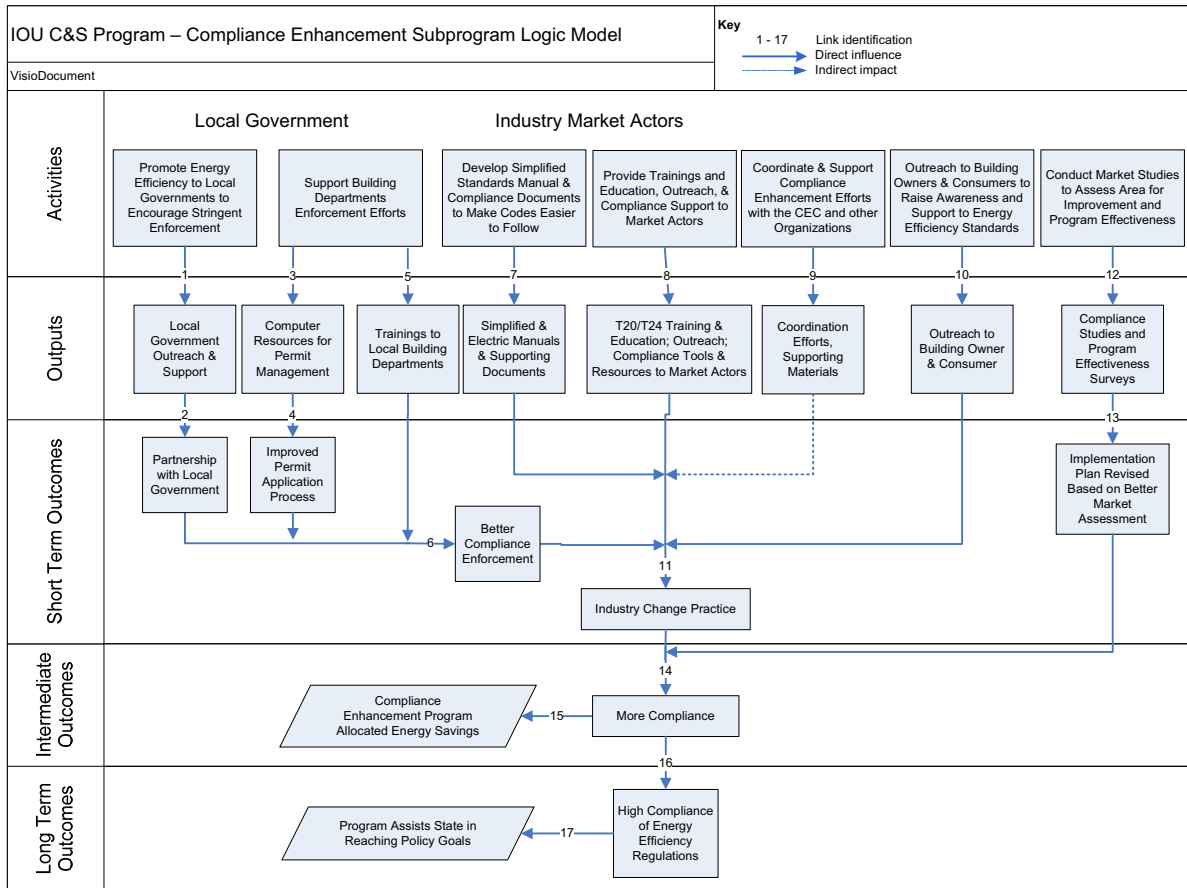 IOU C&S Program – Compliance Enhancement Subprogram Logic Model
VisioDocument
Key
1 - 17 Link identification
Direct influence
Indirect impact
Activities
Local Government
Industry Market Actors
Promote Energy
Efficiency to Local
Governments to
Encourage Stringent
Enforcement
Support Building
Departments
Enforcement Efforts
Develop Simplified
Standards Manual &
Compliance Documents
to Make Codes Easier
to Follow
Provide Trainings and
Education, Outreach, &
Compliance Support to
Market Actors
Coordinate & Support
Compliance
Enhancement Efforts
with the CEC and other
Organizations
Outreach to Building
Owners & Consumers to
Raise Awareness and
Support to Energy
Efficiency Standards
Conduct Market Studies
to Assess Area for
Improvement and
Program Effectiveness
1
3
5
7
8
9
10
12
Outputs
Local
Government
Outreach &
Support
Computer
Resources for
Permit
Management
Trainings to
Local Building
Departments
Simplified &
Electric Manuals
& Supporting
Documents
T20/T24 Training &
Education; Outreach;
Compliance Tools &
Resources to Market Actors
Coordination
Efforts,
Supporting
Materials
Outreach to
Building Owner
& Consumer
Compliance
Studies and
Program
Effectiveness
Surveys
2
4
13
Short Term Outcomes
Partnership
with Local
Government
Improved
Permit
Application
Process
Implementation
Plan Revised
Based on Better
Market
Assessment
6
Better
Compliance
Enforcement
11
Industry Change Practice
Intermediate
Outcomes
14
Compliance
Enhancement Program
Allocated Energy Savings
15
More Compliance
16
Long Term
Outcomes
Program Assists State in
Reaching Policy Goals
17
High Compliance
of Energy
Efficiency
Regulations